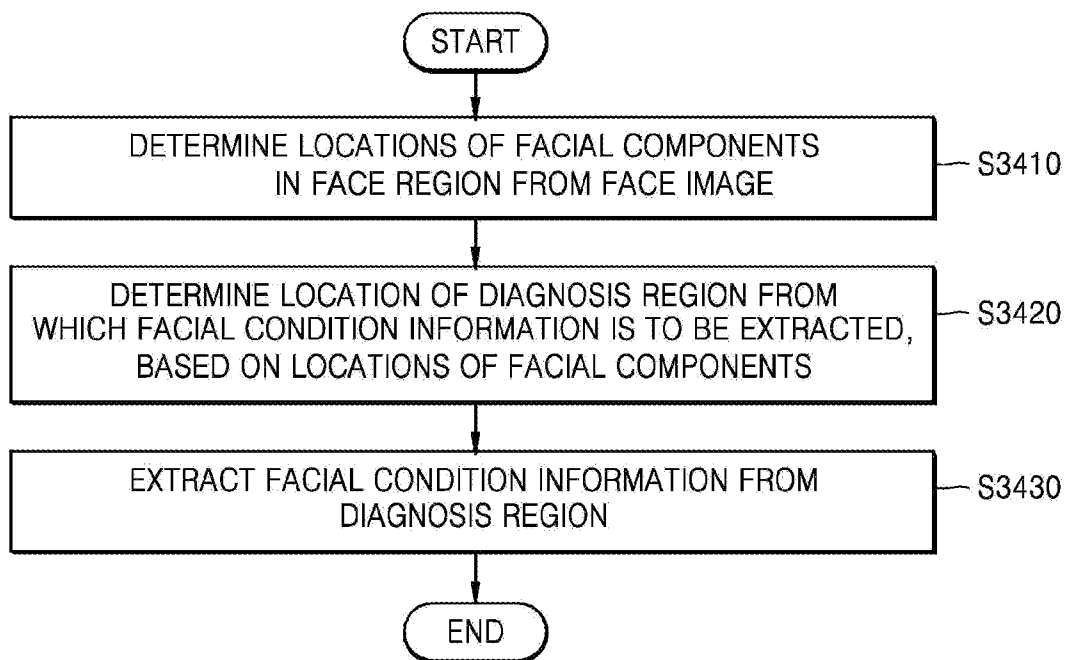 START
DETERMINE LOCATIONS OF FACIAL COMPONENTS
IN FACE REGION FROM FACE IMAGE
S3410
DETERMINE LOCATION OF DIAGNOSIS REGION FROM
WHICH FACIAL CONDITION INFORMATION IS TO BE EXTRACTED,
BASED ON LOCATIONS OF FACIAL COMPONENTS
S3420
EXTRACT FACIAL CONDITION INFORMATION FROM
DIAGNOSIS REGION
S3430
END